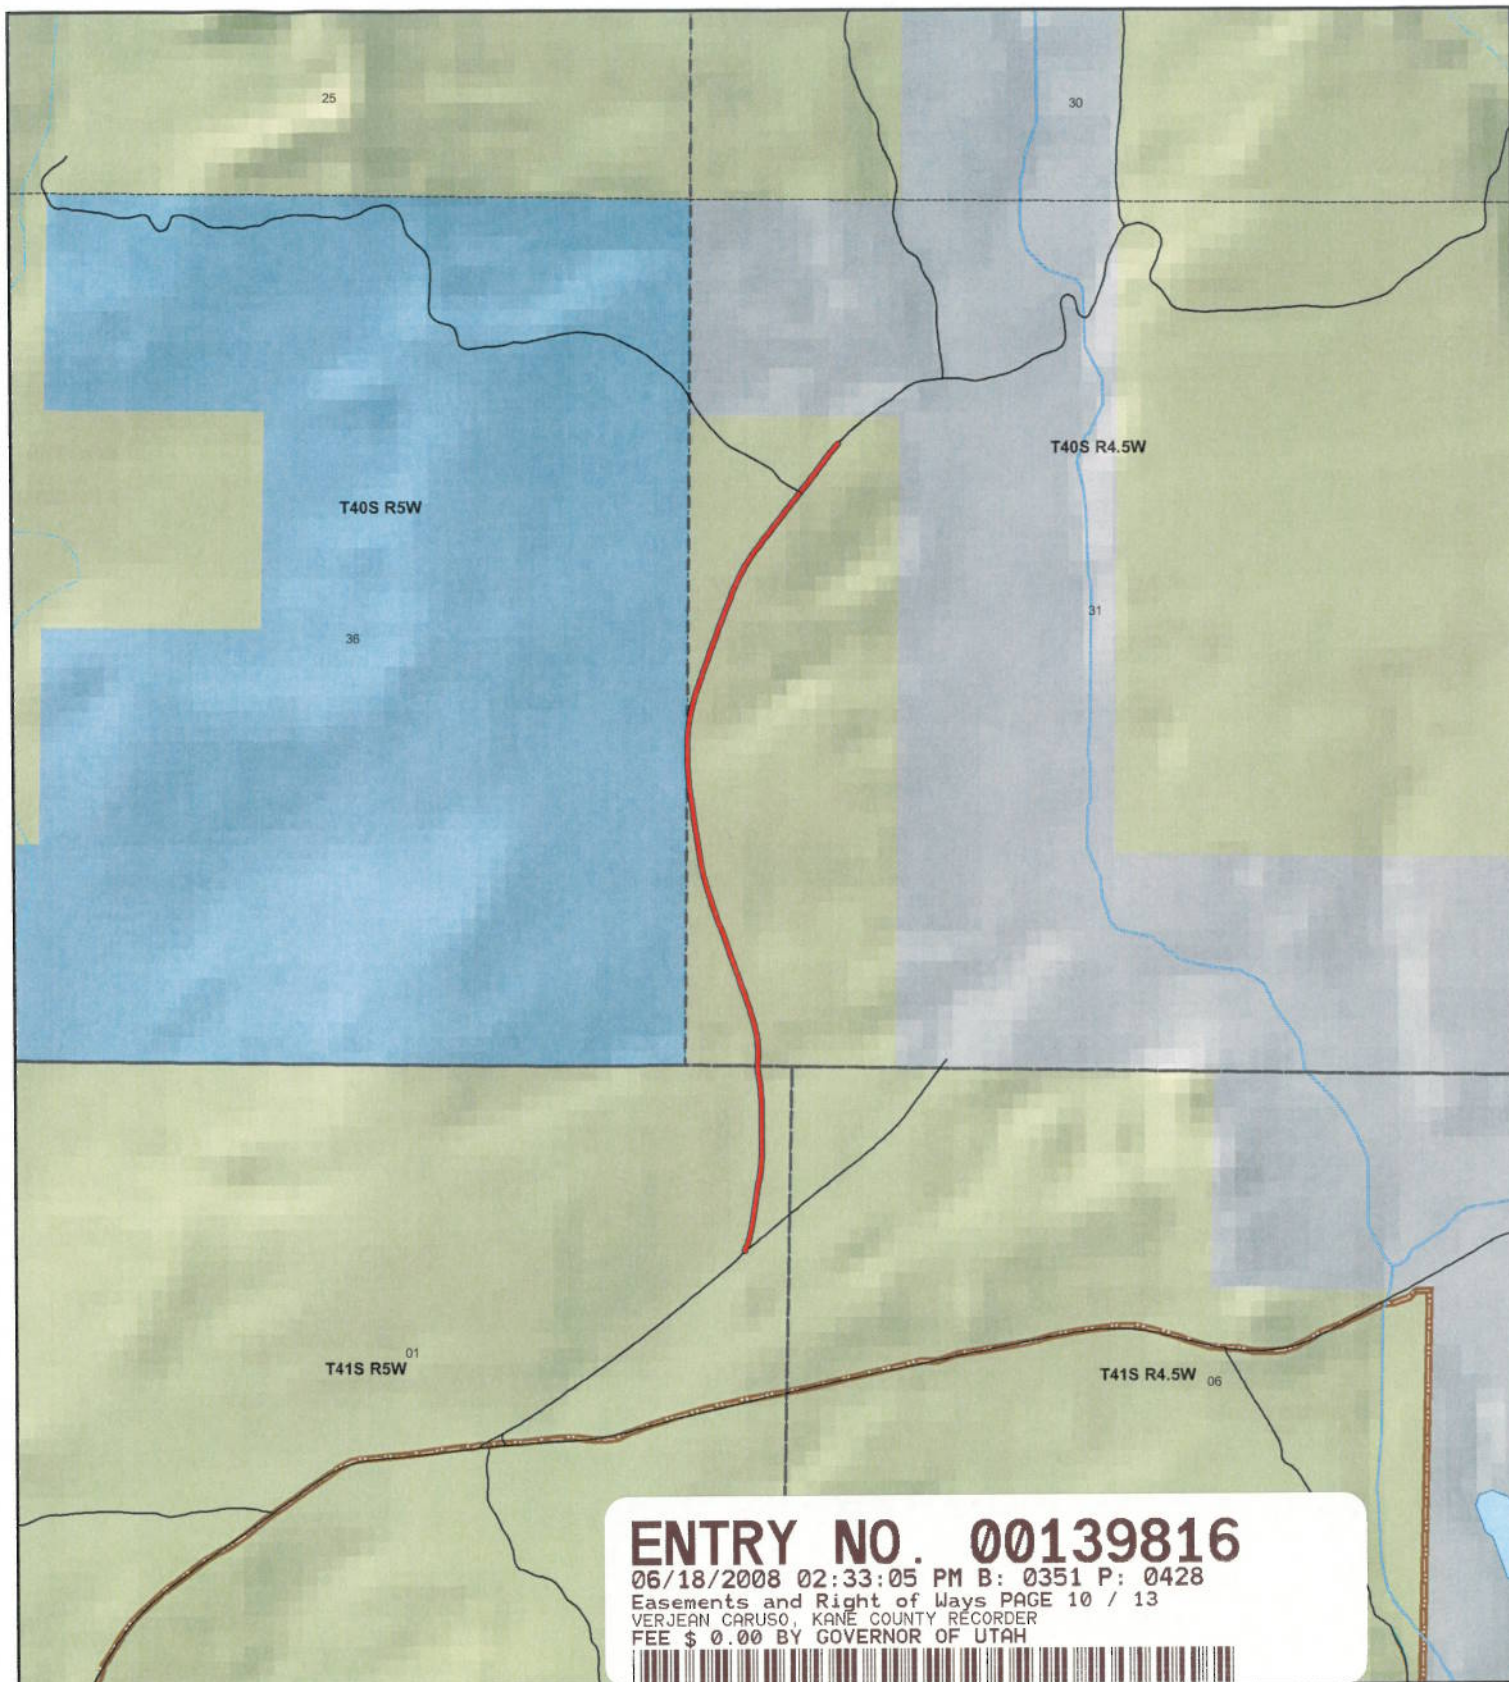 25
30
T40S R4.5W
T40S R5W
31
36
01
T41S R5W
T41S R4.5W
06
ENTRY NO. 00139816
06/18/2008 02:33:05 PM B: 0351 P: 0428
Easements and Right of Ways PAGE 10 / 13
VERJEAN CARUSO, KANE COUNTY RECORDER
FEE $ 0.00 BY GOVERNOR OF UTAH